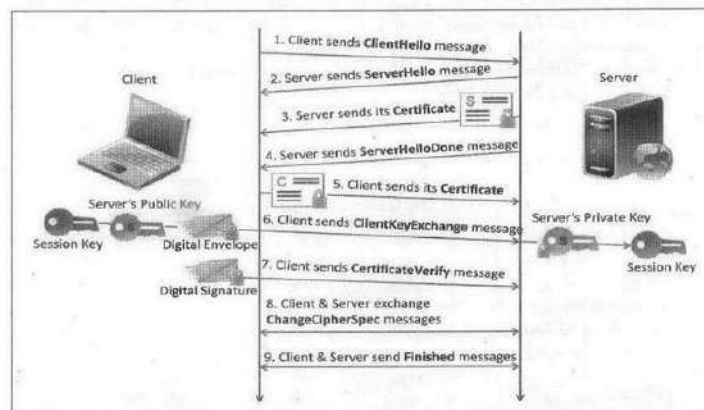 1. Client sends ClientHello message
Client
2. Server sends ServerHello message
Server
S
3. Server sends its Certificate
4. Server sends ServerHelloDone message
C
5. Client sends its Certificate
Server's Public Key
S
6. Client sends ClientKeyExchange message
Server's Private Key
S
Session Key
Digital Envelope
Session Key
7. Client sends CertificateVerify message
Digital Signature
8. Client & Server exchange
ChangeCipherSpec messages
9. Client & Server send Finished messages